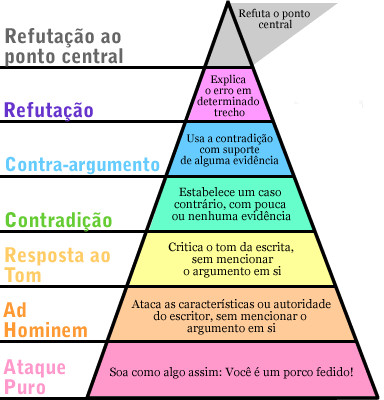 Refutação ao
ponto central
Refuta o ponto
central
Refutação
Explica
o erro em
determinado
trecho
Contra-argumento
Usa a contradição
com suporte
de alguma evidência
Contradição
Estabelece um caso
contrário, com pouca
ou nenhuma evidência
Resposta ao
Tom
Critica o tom da escrita,
sem mencionar
o argumento em si
Ad
Hominem
Ataca as características ou autoridade
do escritor, sem mencionar o
argumento em si
Ataque
Puro
Soa como algo assim: Você é um porco fedido!